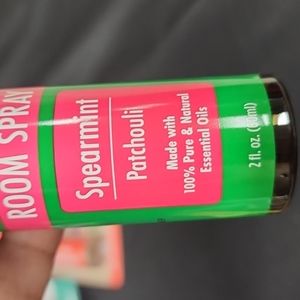 ROOM SPRAY
Spearmint
Patchouli
Made with
100% Pure & Natural
Essential Oils
2 fl. oz.